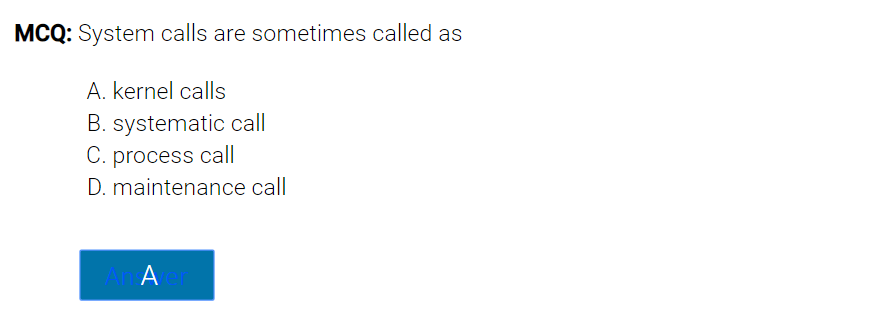 MCQ: System calls are sometimes called as
A. kernel calls
B. systematic call
C. process call
D. maintenance call
Answer
A